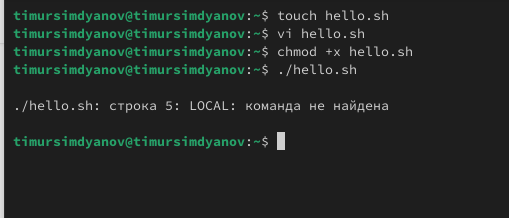 timursimdyanov@timursimdyanov:~$ touch hello.sh
timursimdyanov@timursimdyanov:~$ vi hello.sh
timursimdyanov@timursimdyanov:~$ chmod +x hello.sh
timursimdyanov@timursimdyanov:~$ ./hello.sh
./hello.sh: строка 5: LOCAL: команда не найдена
timursimdyanov@timursimdyanov:~$